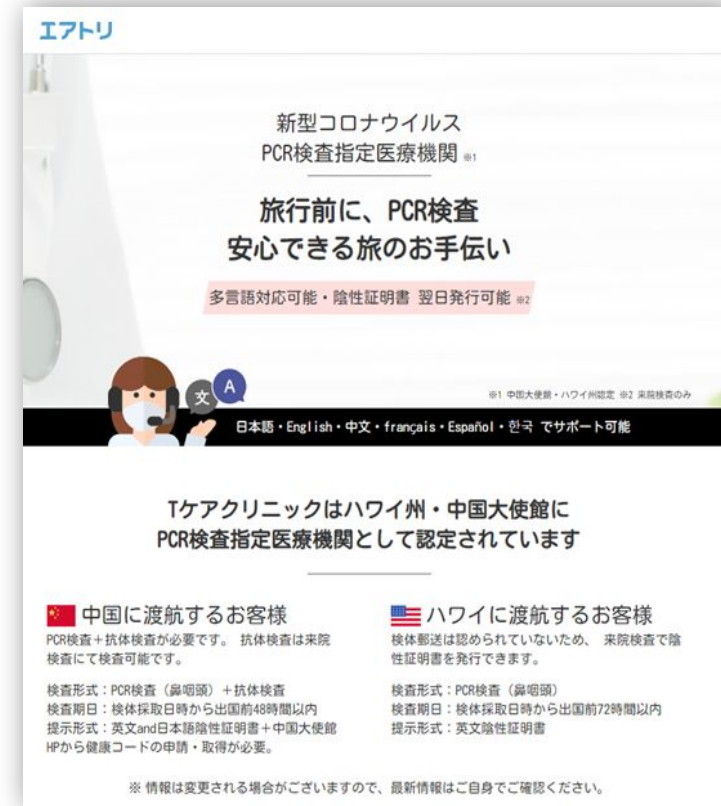 エアトリ
新型コロナウイルス
PCR検査指定医療機関 ※1
旅行前に、PCR検査
安心できる旅のお手伝い
多言語対応可能・陰性証明書 翌日発行可能 ※2
文 A
※1 中国大使館・ハワイ州認定 ※2 来院検査のみ
日本語・English・中文・français・Español・한국 でサポート可能
Tケアクリニックはハワイ州・中国大使館に
PCR検査指定医療機関として認定されています
中国に渡航するお客様
PCR検査＋抗体検査が必要です。 抗体検査は来院
検査にて検査可能です。
検査形式：PCR検査（鼻咽頭）＋抗体検査
検査期日：検体採取日時から出国前48時間以内
提示形式：英文and日本語陰性証明書＋中国大使館
HPから健康コードの申請・取得が必要。
ハワイに渡航するお客様
検体郵送は認められていないため、 来院検査で陰
性証明書を発行できます。
検査形式：PCR検査（鼻咽頭）
検査期日：検体採取日時から出国前72時間以内
提示形式：英文陰性証明書
※ 情報は変更される場合がございますので、最新情報はご自身でご確認ください。